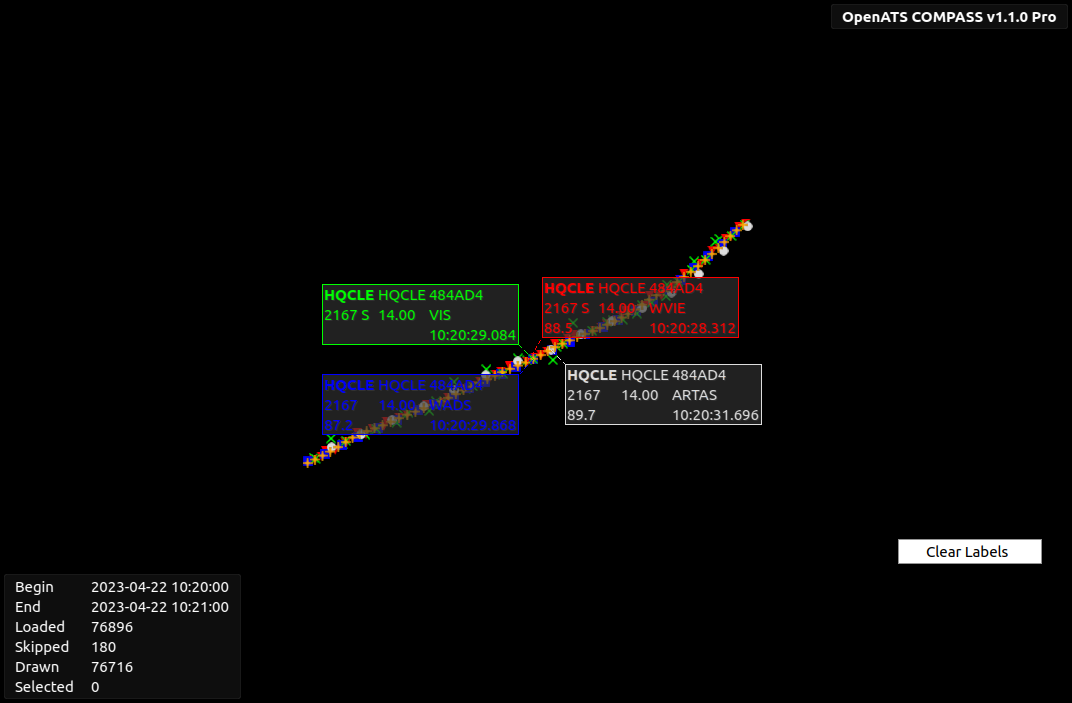 OpenATS COMPASS v1.1.0 Pro
HQCLE HQCLE 484AD4
2167 S 14.00 VIS
10:20:29.084
HQCLE HQCLE 484AD4
2167 S 14.00 WVIE
88.5 10:20:28.312
HQCLE HQCLE 484AD4
2167 14.00 ARTAS
89.7 10:20:31.696
HQCLE HQCLE 484AD4
2167 14.00 WADS
87.2 10:20:29.868
Clear Labels
Begin 2023-04-22 10:20:00
End 2023-04-22 10:21:00
Loaded 76896
Skipped 180
Drawn 76716
Selected 0